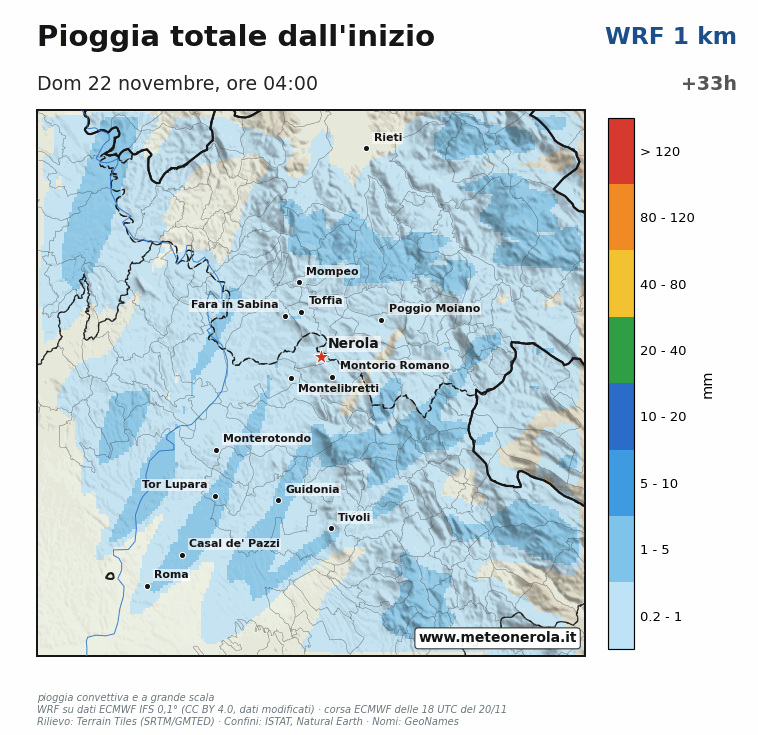 Pioggia totale dall'inizio
WRF 1 km
Dom 22 novembre, ore 04:00
+33h
Rieti
Mompeo
Fara in Sabina
Toffia
Poggio Moiano
Nerola
Montorio Romano
Montelibretti
Monterotondo
Tor Lupara
Guidonia
Tivoli
Casal de' Pazzi
Roma
www.meteonerola.it
> 120
80 - 120
40 - 80
20 - 40
10 - 20
5 - 10
1 - 5
0.2 - 1
mm
pioggia convettiva e a grande scala
WRF su dati ECMWF IFS 0,1° (CC BY 4.0, dati modificati) · corsa ECMWF delle 18 UTC del 20/11
Rilievo: Terrain Tiles (SRTM/GMTED) · Confini: ISTAT, Natural Earth · Nomi: GeoNames